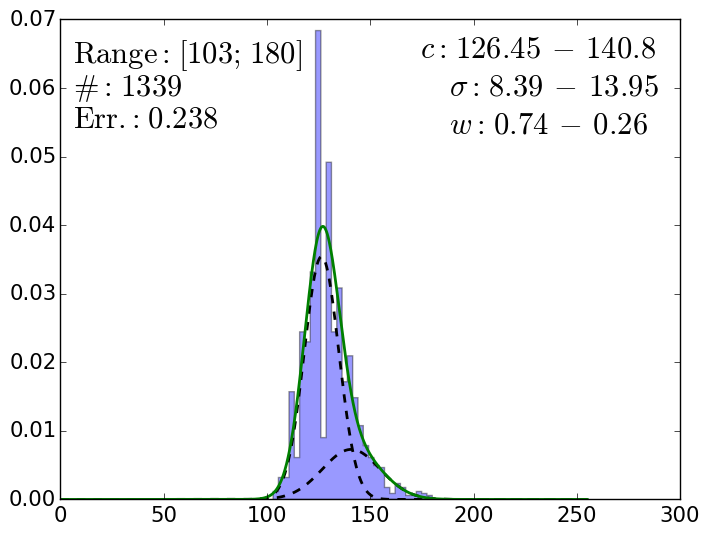 0.07
Range: [103; 180]
c: 126.45 − 140.8
0.06
#: 1339
σ: 8.39 − 13.95
Err.: 0.238
w: 0.74 − 0.26
0.05
0.04
0.03
0.02
0.01
0.00
0 50 100 150 200 250 300